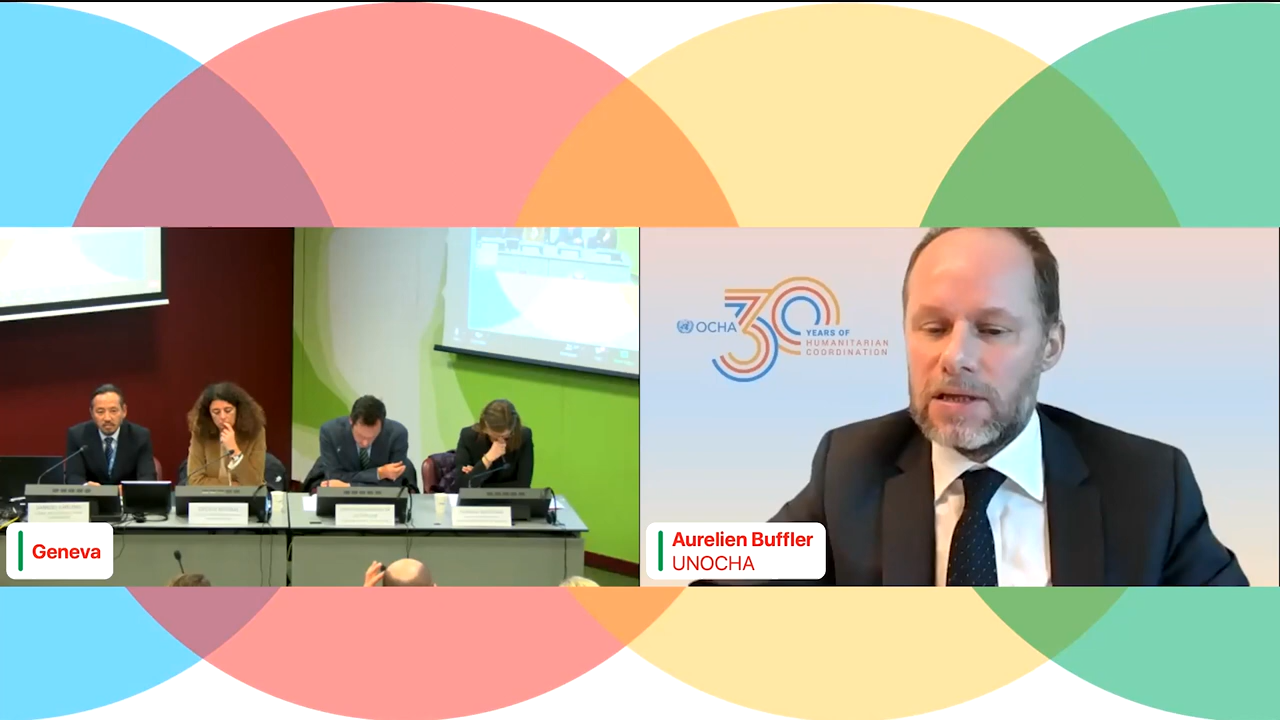 Geneva
OCHA
30
YEARS OF
HUMANITARIAN
COORDINATION
Aurelien Buffler
UNOCHA